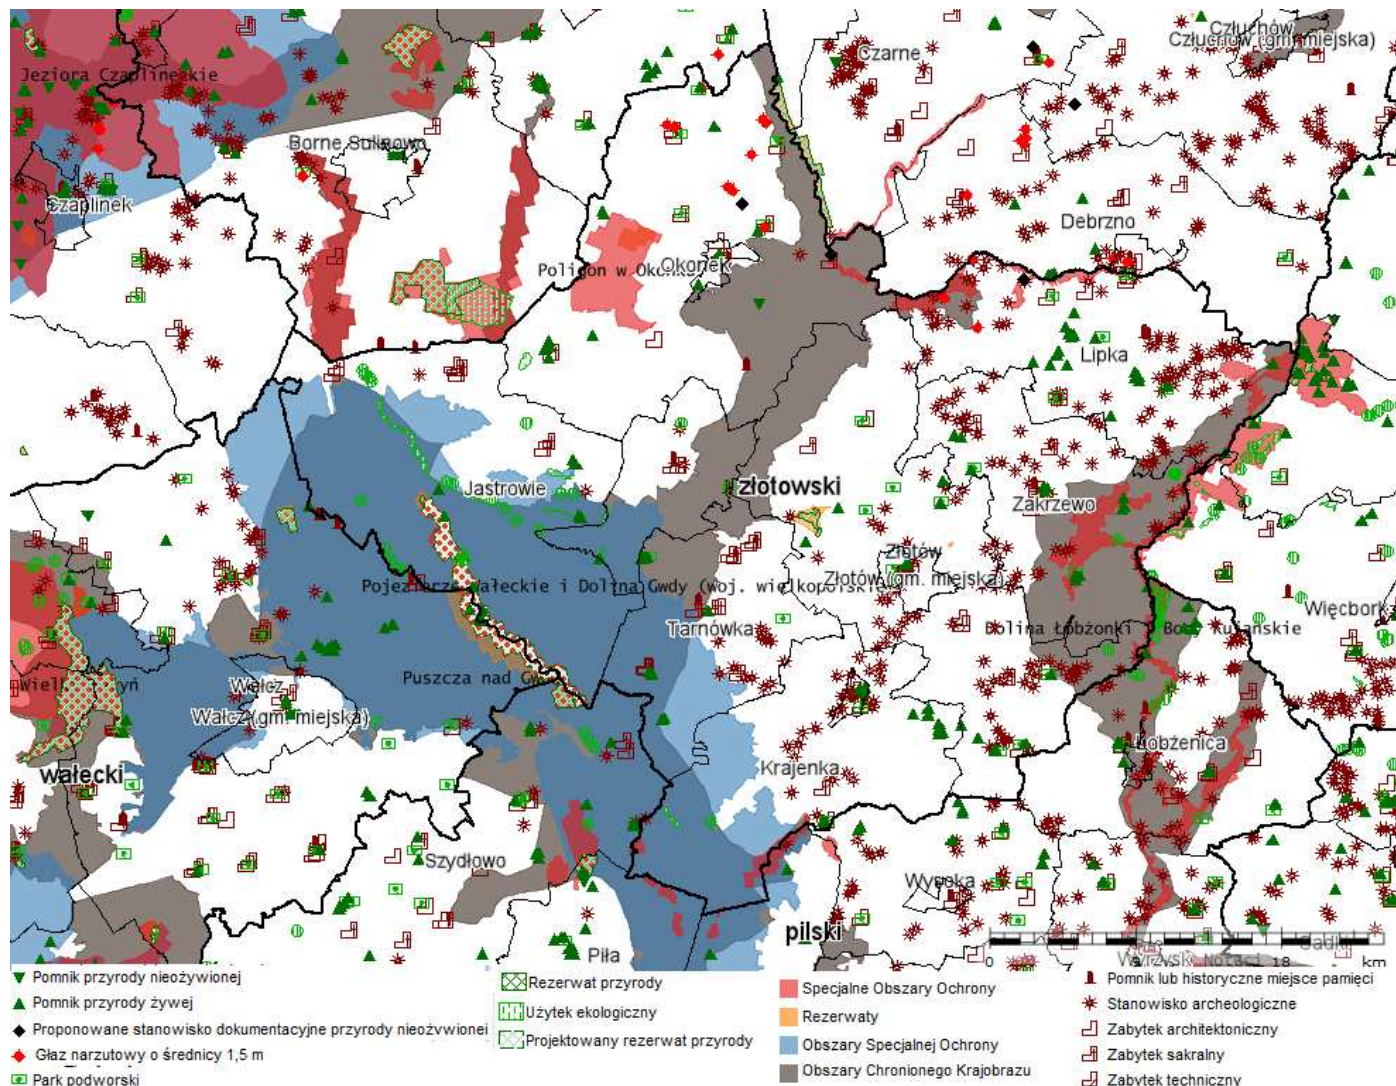 Człuchów
Człuchów (gm. miejska)
Czarne
Jeziora Czaplineckie
Borne Sulinowo
Czaplinek
Debrzno
Okonek
Poligon w Okonku
Lipka
Jastrowie
złotowski
Zakrzewo
Złotów
Złotów (gm. miejska)
Pojezierze Wałeckie i Dolina Gwdy (woj. wielkopolskie)
Więcbork
Tarnówka
Dolina Łobżonki i Bory Kujańskie
Puszcza nad Gwdą
Wałcz
Wałcz (gm. miejska)
Łobżenica
wałecki
Krajenka
Szydłowo
Wysoka
pilski
Piła
Sadki
0 9 18 km
Pomnik przyrody nieożywionej
Pomnik przyrody żywej
Proponowane stanowisko dokumentacyjne przyrody nieożywionej
Głaz narzutowy o średnicy 1,5 m
Park podworski
Rezerwat przyrody
Użytek ekologiczny
Projektowany rezerwat przyrody
Specjalne Obszary Ochrony
Rezerwaty
Obszary Specjalnej Ochrony
Obszary Chronionego Krajobrazu
Pomnik lub historyczne miejsce pamięci
Stanowisko archeologiczne
Zabytek architektoniczny
Zabytek sakralny
Zabytek techniczny